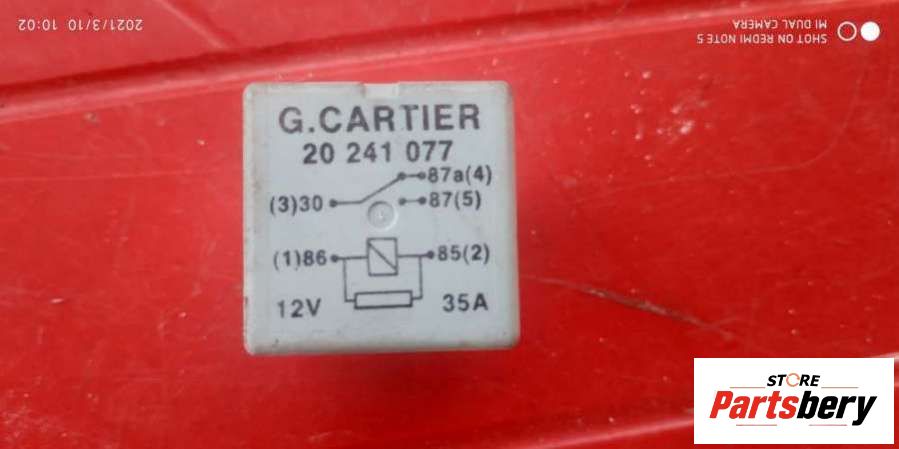 G.CARTIER
20 241 077
87a(4)
(3)30 87(5)
(1)86 85(2)
12V 35A
SHOT ON REDMI NOTE 5
MI DUAL CAMERA
2021/3/10 10:02
STORE
Partsbery